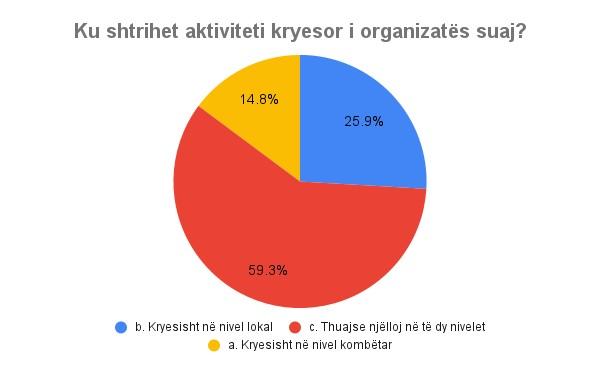 Ku shtrihet aktiviteti kryesor i organizatës suaj?
14.8%
25.9%
59.3%
b. Kryesisht në nivel lokal
c. Thuajse njëlloj në të dy nivelet
a. Kryesisht në nivel kombëtar